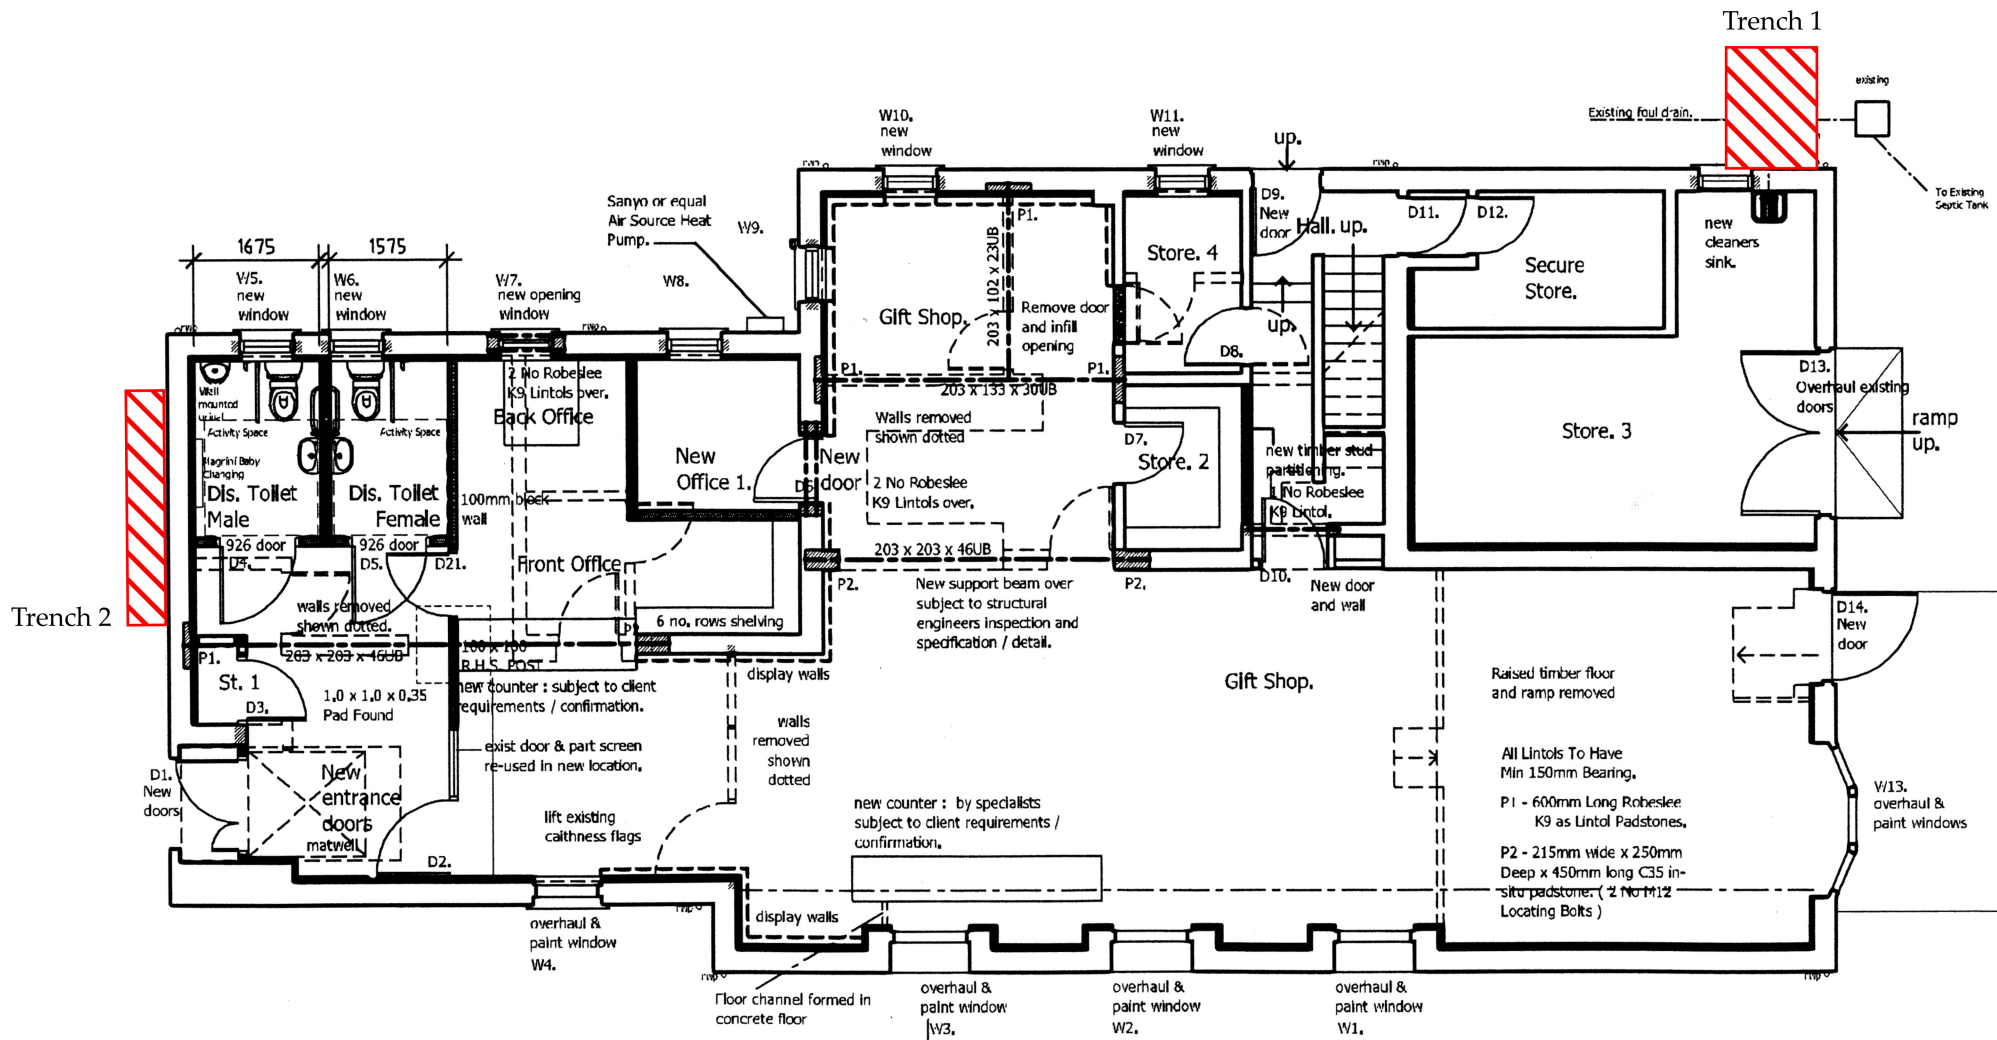 Trench 1
existing
Existing foul drain.
To Existing
Septic Tank
W10.
new
window
W11.
new
window
up.
Sanyo or equal
Air Source Heat
Pump.
W9.
1675
1575
W5.
new
window
W6.
new
window
W7.
new opening
window
W8.
P1.
203 x 102 x 23UB
Gift Shop.
Remove door
and infill
opening
Store. 4
D9.
New
door
Hall. up.
up.
D8.
D11.
D12.
new
cleaners
sink.
Secure
Store.
D13.
Overhaul existing
doors
ramp
up.
Store. 3
P1.
P1.
203 x 133 x 30UB
Walls removed
shown dotted
2 No Robeslee
K9 Lintols over.
D7.
Store. 2
new timber stud
partitioning.
1 No Robeslee
K9 Lintol.
Wall
mounted
urinal
Activity Space
Activity Space
Magrini Baby
Changing
Dis. Toilet
Male
Dis. Toilet
Female
2 No Robeslee
K9 Lintols over.
Back Office
100mm block
wall
New
Office 1.
D6.
New
door
926 door
D4.
926 door
D5.
D21.
Front Office
203 x 203 x 46UB
P2.
P2.
New support beam over
subject to structural
engineers inspection and
specification / detail.
D10.
New door
and wall
Trench 2
walls removed
shown dotted.
203 x 203 x 46UB
P1.
St. 1
D3.
1.0 x 1.0 x 0.35
Pad Found
100 x 100
R.H.S. POST
new counter : subject to client
requirements / confirmation.
6 no. rows shelving
display walls
walls
removed
shown
dotted
exist door & part screen
re-used in new location.
D1.
New
doors
New
entrance
doors
matwell
D2.
lift existing
caithness flags
Gift Shop.
Raised timber floor
and ramp removed
D14.
New
door
All Lintols To Have
Min 150mm Bearing.
P1 - 600mm Long Robeslee
K9 as Lintol Padstones.
P2 - 215mm wide x 250mm
Deep x 450mm long C35 in-
situ padstone. ( 2 No M12
Locating Bolts )
W13.
overhaul &
paint windows
new counter : by specialists
subject to client requirements /
confirmation.
display walls
overhaul &
paint window
W4.
Floor channel formed in
concrete floor
overhaul &
paint window
W3.
overhaul &
paint window
W2.
overhaul &
paint window
W1.